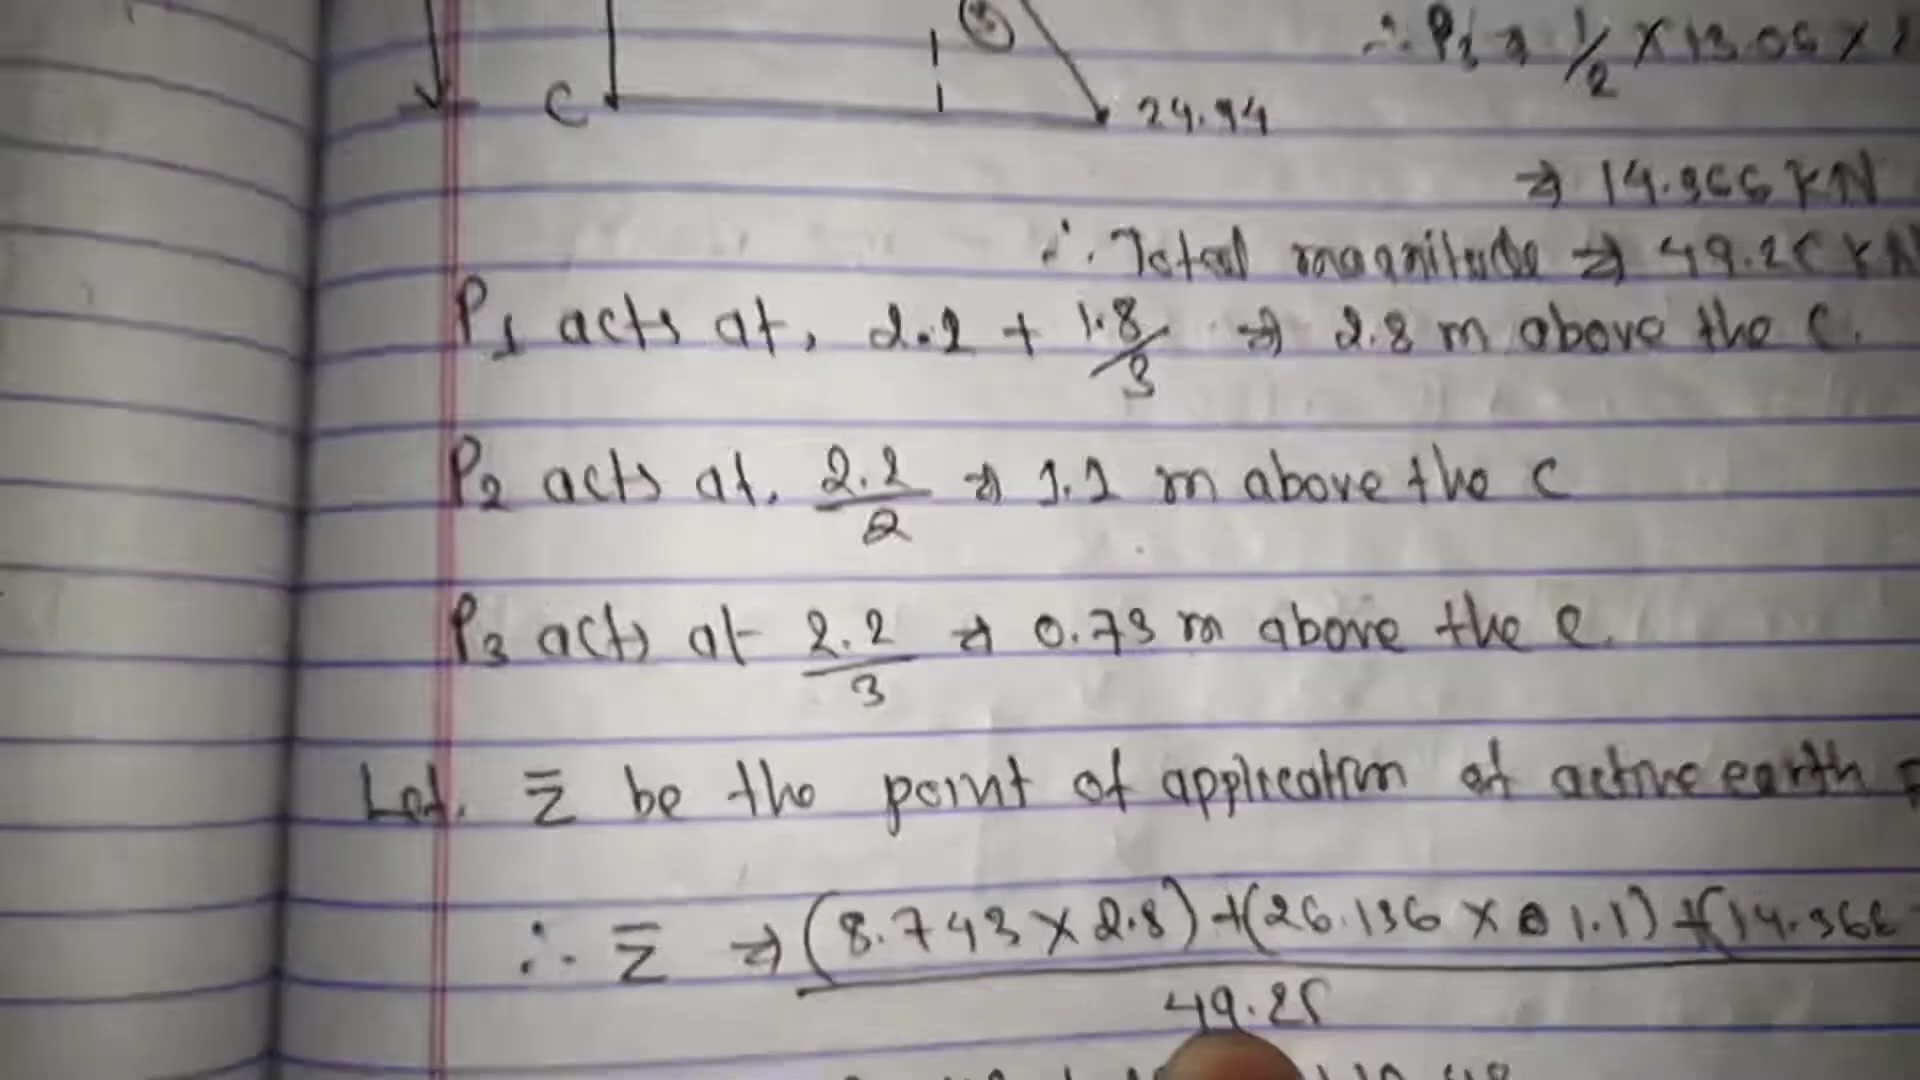 ∴ P₃ ⇒ 1/2 × 13.06 ×
C 24.94
⇒ 14.366 KN
∴ Total magnitude ⇒ 49.25 KN
P₁ acts at, 2.2 + 1.8/3 ⇒ 2.8 m above the C.
P₂ acts at, 2.2/2 ⇒ 1.1 m above the C
P₃ acts at 2.2/3 ⇒ 0.73 m above the C.
Let, z̄ be the point of application of active earth
∴ z̄ ⇒ (8.743 × 2.8) + (26.136 × 1.1) + (14.366
49.25